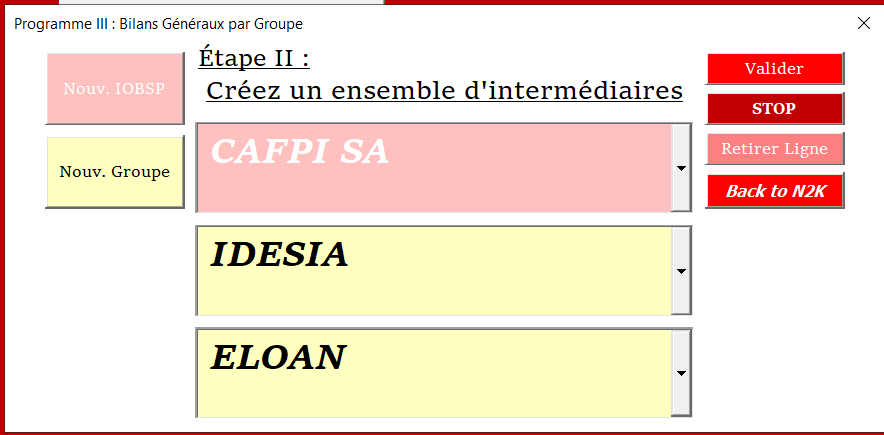 Programme III : Bilans Généraux par Groupe
Nouv. IOBSP
Nouv. Groupe
Étape II :
Créez un ensemble d'intermédiaires
CAFPI SA
IDESIA
ELOAN
Valider
STOP
Retirer Ligne
Back to N2K